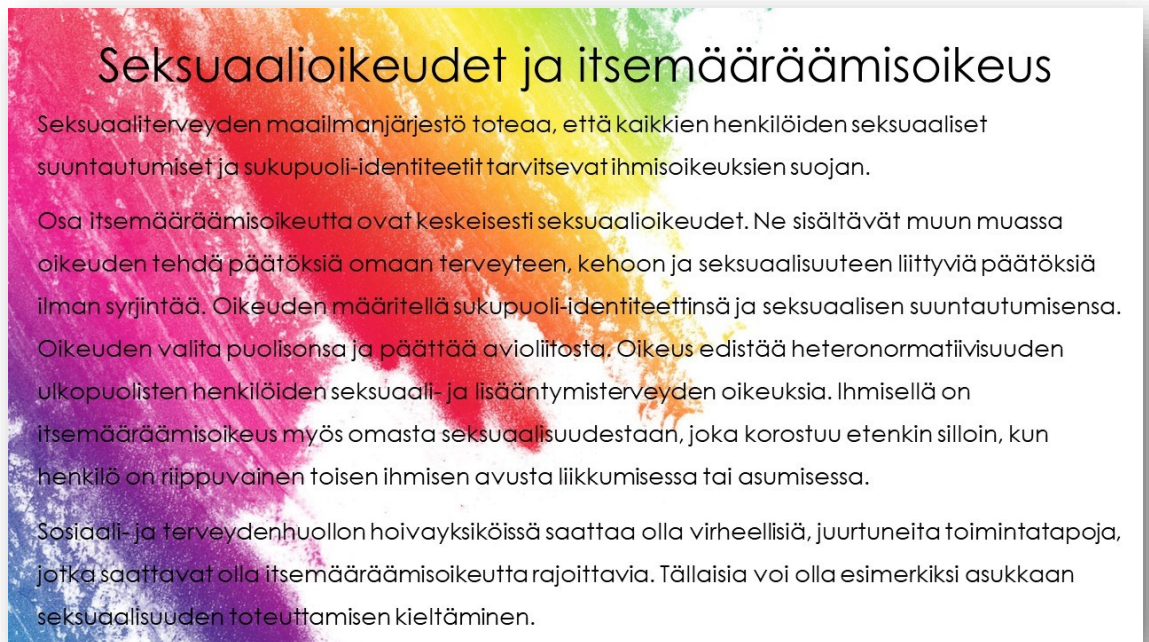 Seksuaalioikeudet ja itsemääräämisoikeus
Seksuaaliterveyden maailmanjärjestö toteaa, että kaikkien henkilöiden seksuaaliset
suuntautumiset ja sukupuoli-identiteetit tarvitsevat ihmisoikeuksien suojan.
Osa itsemääräämisoikeutta ovat keskeisesti seksuaalioikeudet. Ne sisältävät muun muassa
oikeuden tehdä päätöksiä omaan terveyteen, kehoon ja seksuaalisuuteen liittyviä päätöksiä
ilman syrjintää. Oikeuden määritellä sukupuoli-identiteettinsä ja seksuaalisen suuntautumisensa.
Oikeuden valita puolisonsa ja päättää avioliitosta. Oikeus edistää heteronormatiivisuuden
ulkopuolisten henkilöiden seksuaali- ja lisääntymisterveyden oikeuksia. Ihmisellä on
itsemääräämisoikeus myös omasta seksuaalisuudestaan, joka korostuu etenkin silloin, kun
henkilö on riippuvainen toisen ihmisen avusta liikkumisessa tai asumisessa.
Sosiaali- ja terveydenhuollon hoivayksiköissä saattaa olla virheellisiä, juurtuneita toimintatapoja,
jotka saattavat olla itsemääräämisoikeutta rajoittavia. Tällaisia voi olla esimerkiksi asukkaan
seksuaalisuuden toteuttamisen kieltäminen.